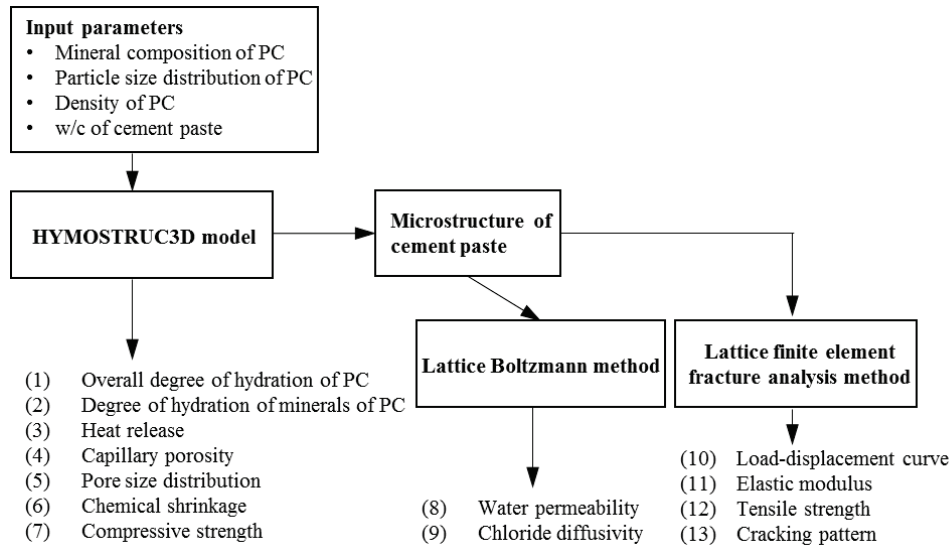 Input parameters
• Mineral composition of PC
• Particle size distribution of PC
• Density of PC
• w/c of cement paste
HYMOSTRUC3D model
Microstructure of
cement paste
Lattice Boltzmann method
Lattice finite element
fracture analysis method
(1) Overall degree of hydration of PC
(2) Degree of hydration of minerals of PC
(3) Heat release
(4) Capillary porosity
(5) Pore size distribution
(6) Chemical shrinkage
(7) Compressive strength
(8) Water permeability
(9) Chloride diffusivity
(10) Load-displacement curve
(11) Elastic modulus
(12) Tensile strength
(13) Cracking pattern